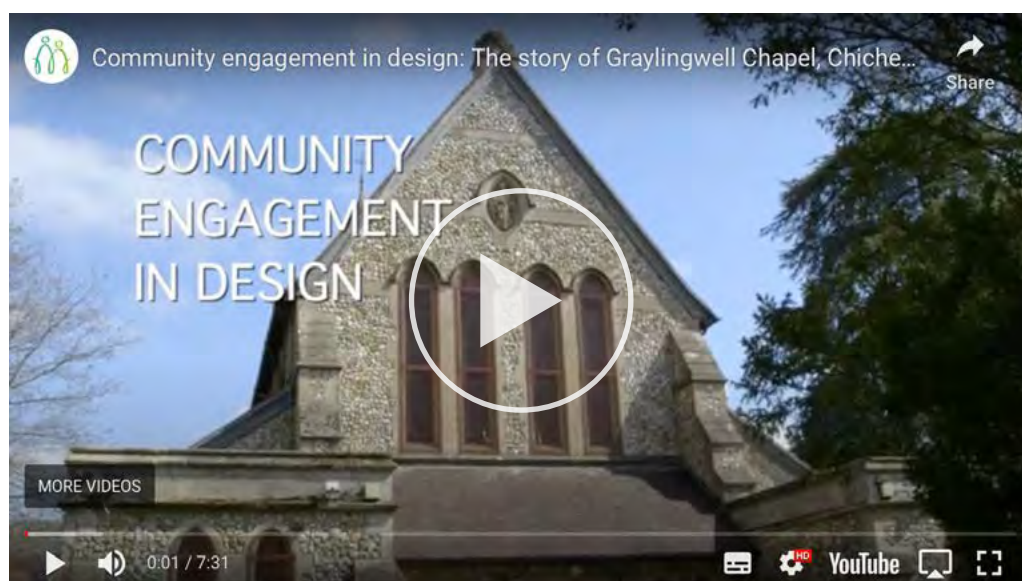 Community engagement in design: The story of Graylingwell Chapel, Chiche...
Share
COMMUNITY
ENGAGEMENT
IN DESIGN
MORE VIDEOS
0:01 / 7:31
HD
YouTube